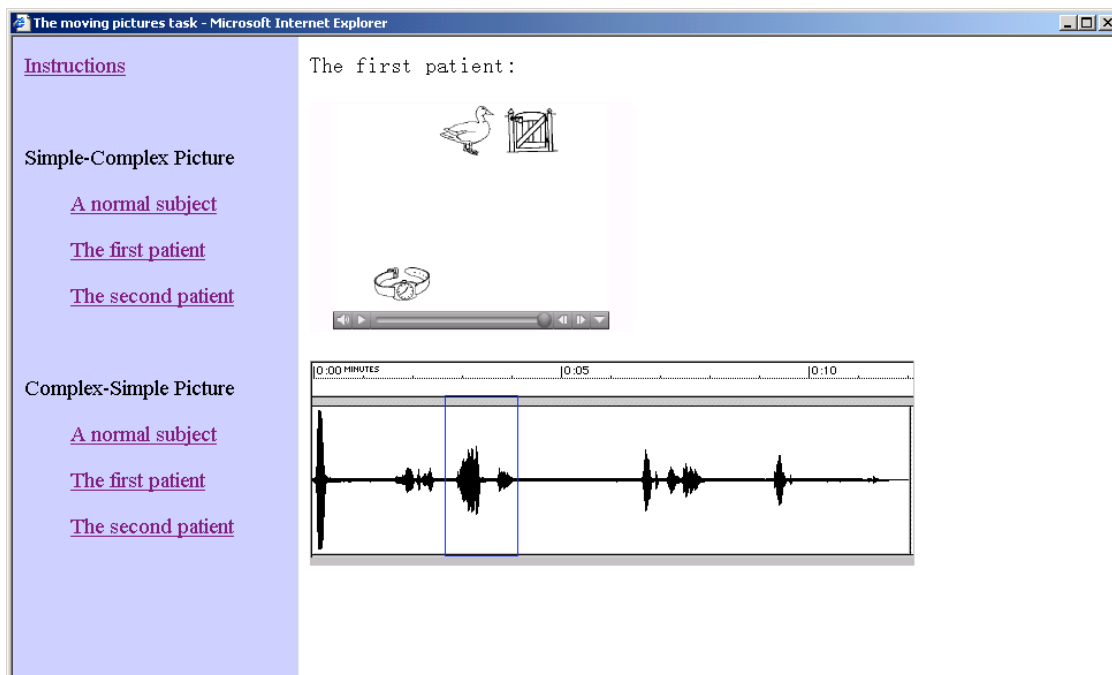 The moving pictures task - Microsoft Internet Explorer
Instructions
Simple-Complex Picture
A normal subject
The first patient
The second patient
Complex-Simple Picture
A normal subject
The first patient
The second patient
The first patient:
0:00 MINUTES 0:05 0:10